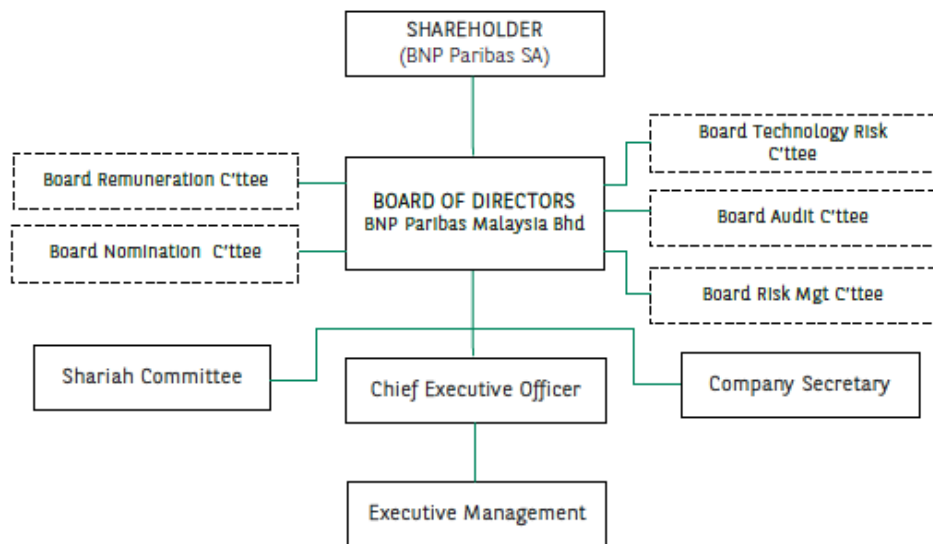 SHAREHOLDER
(BNP Paribas SA)
Board Technology Risk
C'ttee
Board Remuneration C'ttee
BOARD OF DIRECTORS
BNP Paribas Malaysia Bhd
Board Audit C'ttee
Board Nomination C'ttee
Board Risk Mgt C'ttee
Shariah Committee
Chief Executive Officer
Company Secretary
Executive Management